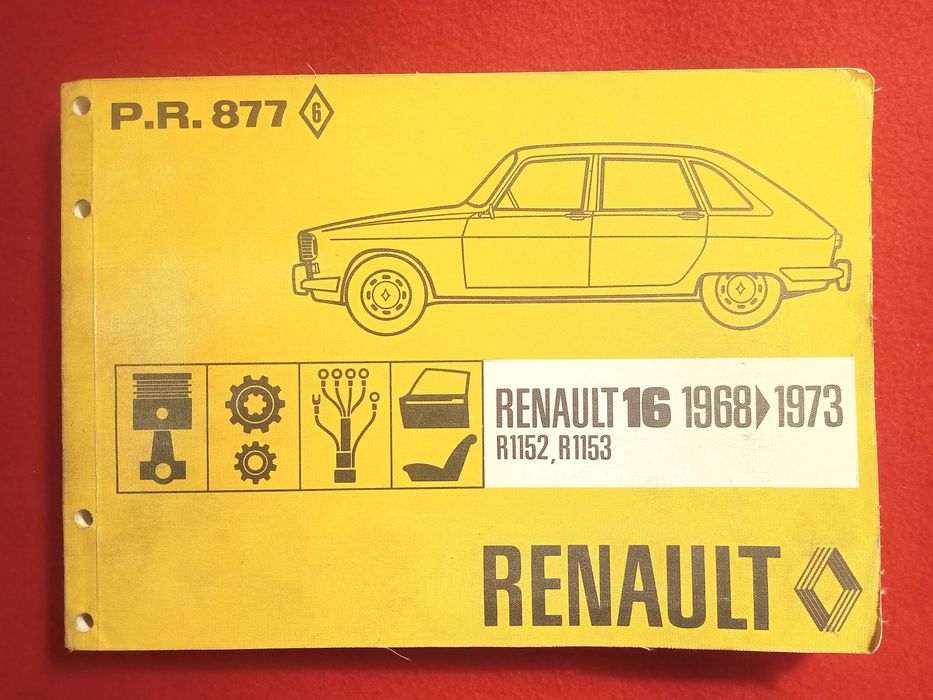 P.R. 877 6
RENAULT 16 1968▶1973
R1152, R1153
RENAULT